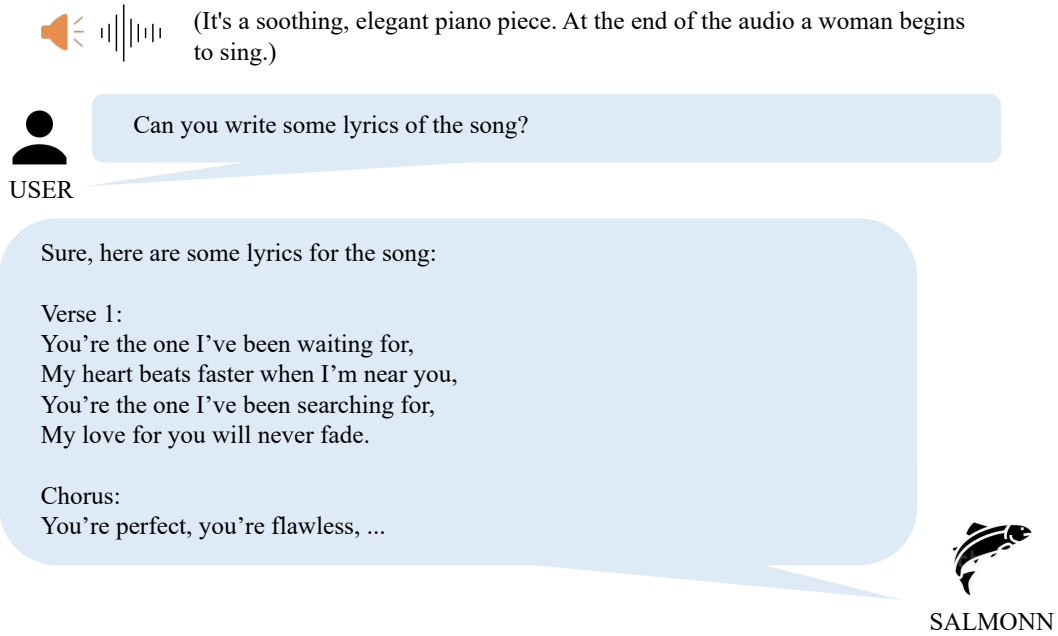 (It's a soothing, elegant piano piece. At the end of the audio a woman begins
to sing.)
Can you write some lyrics of the song?
USER
Sure, here are some lyrics for the song:
Verse 1:
You’re the one I’ve been waiting for,
My heart beats faster when I’m near you,
You’re the one I’ve been searching for,
My love for you will never fade.
Chorus:
You’re perfect, you’re flawless, ...
SALMONN